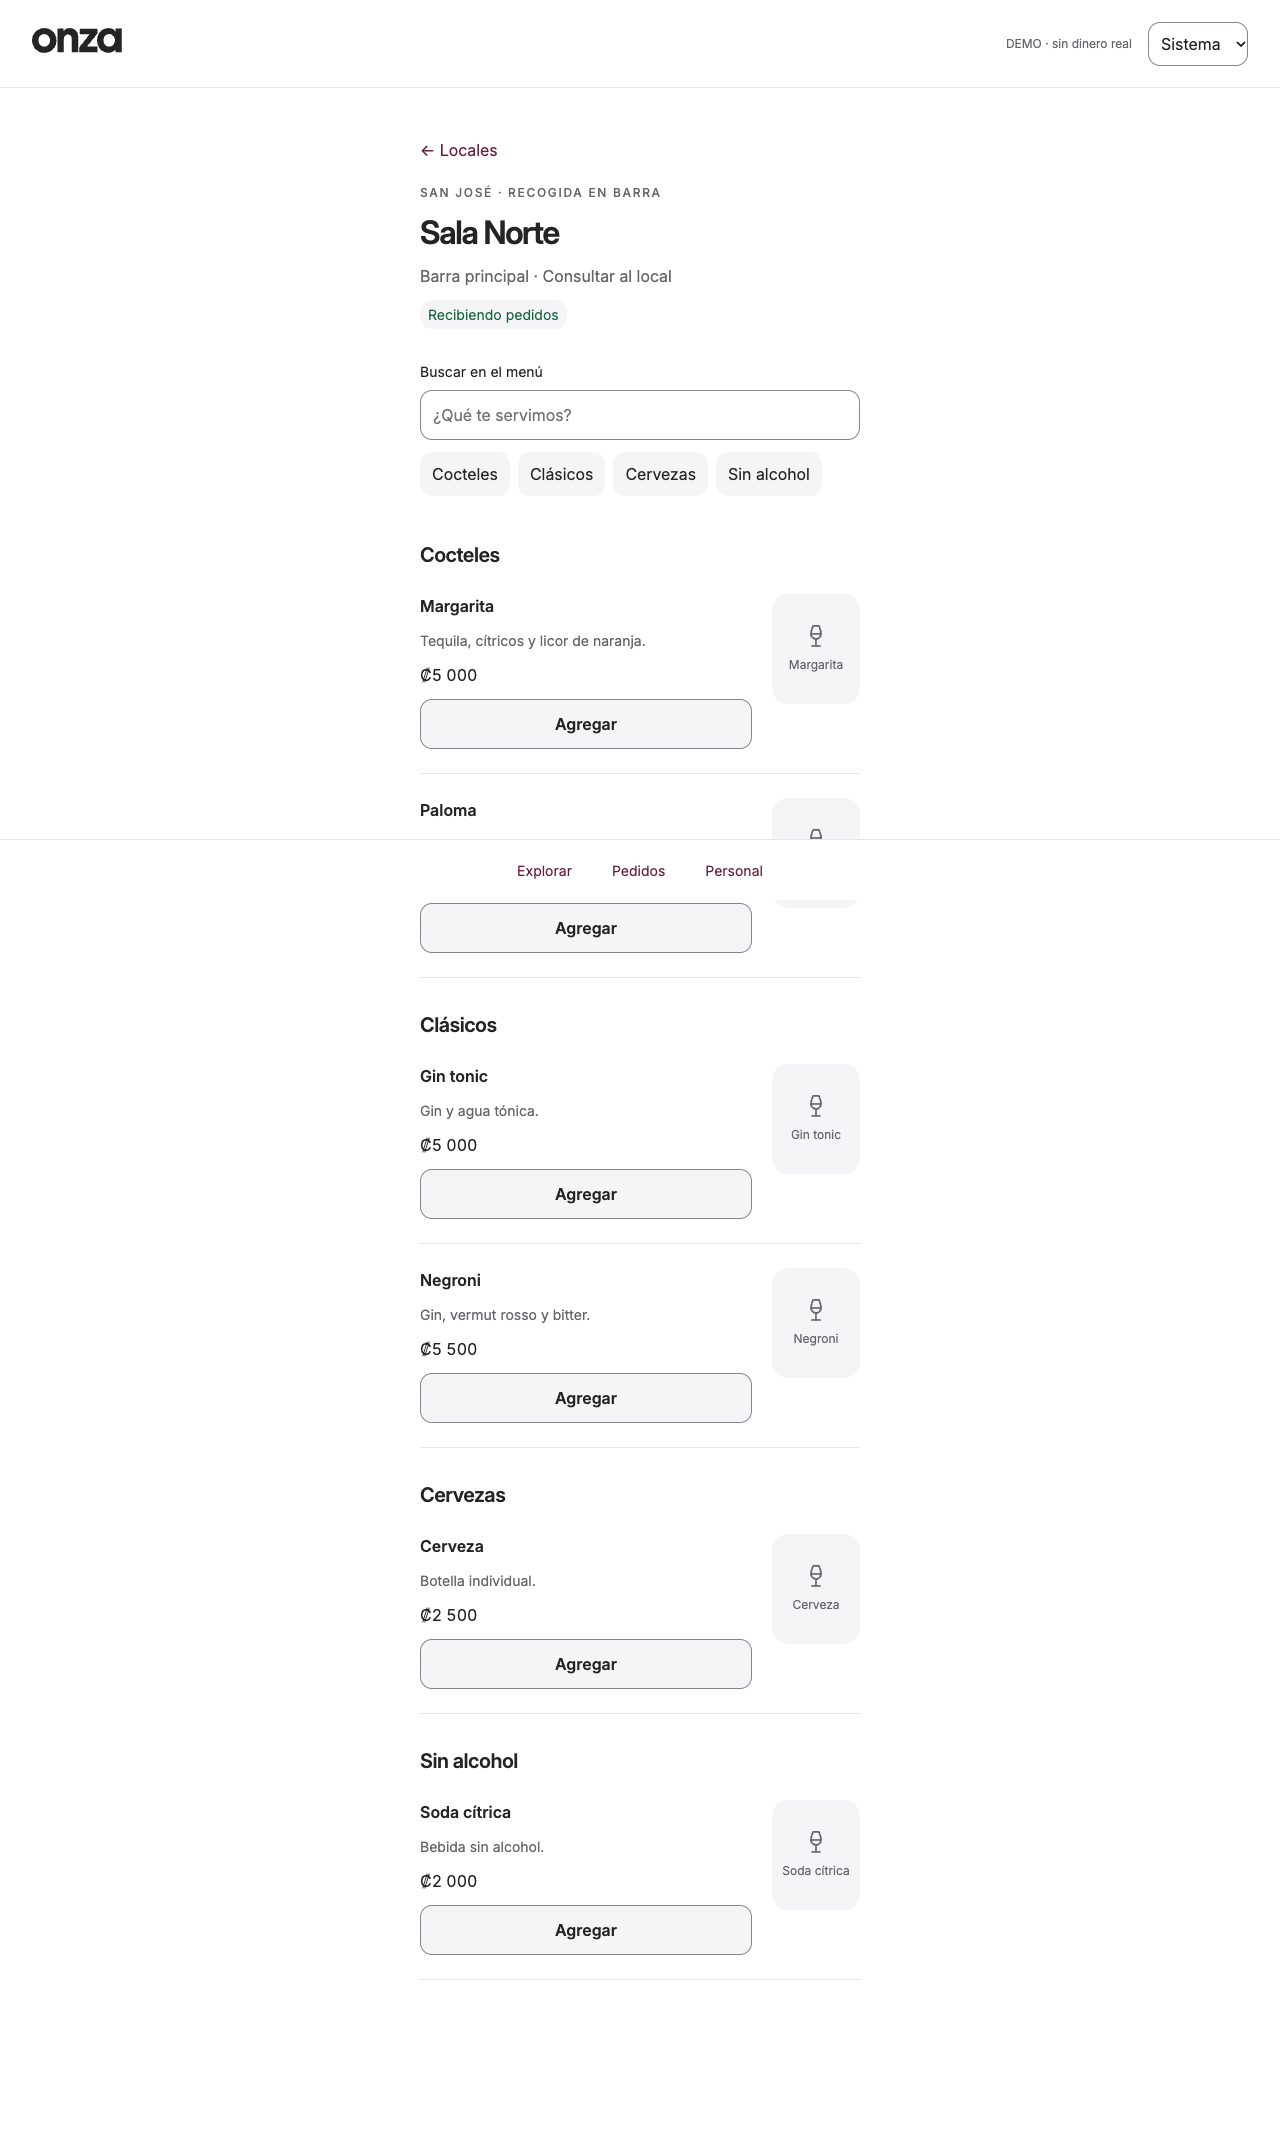 onza
DEMO · sin dinero real
Sistema
← Locales
SAN JOSÉ · RECOGIDA EN BARRA
Sala Norte
Barra principal · Consultar al local
Recibiendo pedidos
Buscar en el menú
¿Qué te servimos?
Cocteles Clásicos Cervezas Sin alcohol
Cocteles
Margarita
Tequila, cítricos y licor de naranja.
₡5 000
Agregar
Margarita
Paloma
Explorar Pedidos Personal
Agregar
Clásicos
Gin tonic
Gin y agua tónica.
₡5 000
Agregar
Gin tonic
Negroni
Gin, vermut rosso y bitter.
₡5 500
Agregar
Negroni
Cervezas
Cerveza
Botella individual.
₡2 500
Agregar
Cerveza
Sin alcohol
Soda cítrica
Bebida sin alcohol.
₡2 000
Agregar
Soda cítrica